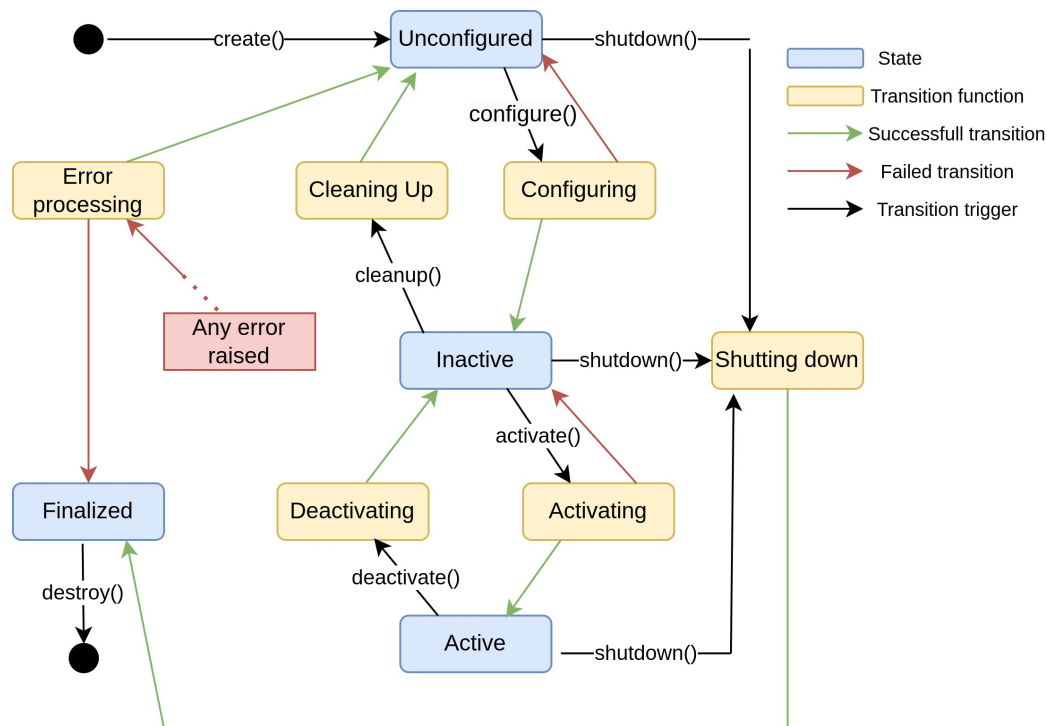 create()
Unconfigured
shutdown()
State
Transition function
configure()
Successfull transition
Error
processing
Cleaning Up
Configuring
Failed transition
Transition trigger
cleanup()
Any error
raised
Inactive
shutdown()
Shutting down
activate()
Finalized
Deactivating
Activating
deactivate()
destroy()
Active
shutdown()